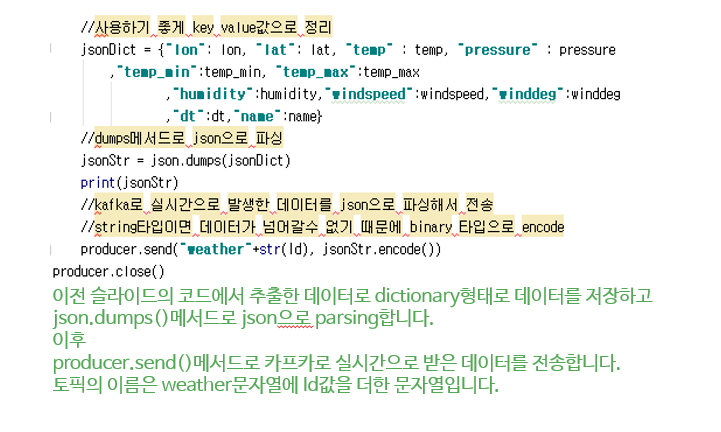 //사용하기 좋게 key value값으로 정리
jsonDict = {"lon": lon, "lat": lat, "temp" : temp, "pressure" : pressure
,"temp_min":temp_min, "temp_max":temp_max
,"humidity":humidity,"windspeed":windspeed,"winddeg":winddeg
,"dt":dt,"name":name}
//dumps메서드로 json으로 파싱
jsonStr = json.dumps(jsonDict)
print(jsonStr)
//kafka로 실시간으로 발생한 데이터를 json으로 파싱해서 전송
//string타입이면 데이터가 넘어갈수 없기 때문에 binary 타입으로 encode
producer.send("weather"+str(Id), jsonStr.encode())
producer.close()
이전 슬라이드의 코드에서 추출한 데이터로 dictionary형태로 데이터를 저장하고
json.dumps()메서드로 json으로 parsing합니다.
이후
producer.send()메서드로 카프카로 실시간으로 받은 데이터를 전송합니다.
토픽의 이름은 weather문자열에 Id값을 더한 문자열입니다.